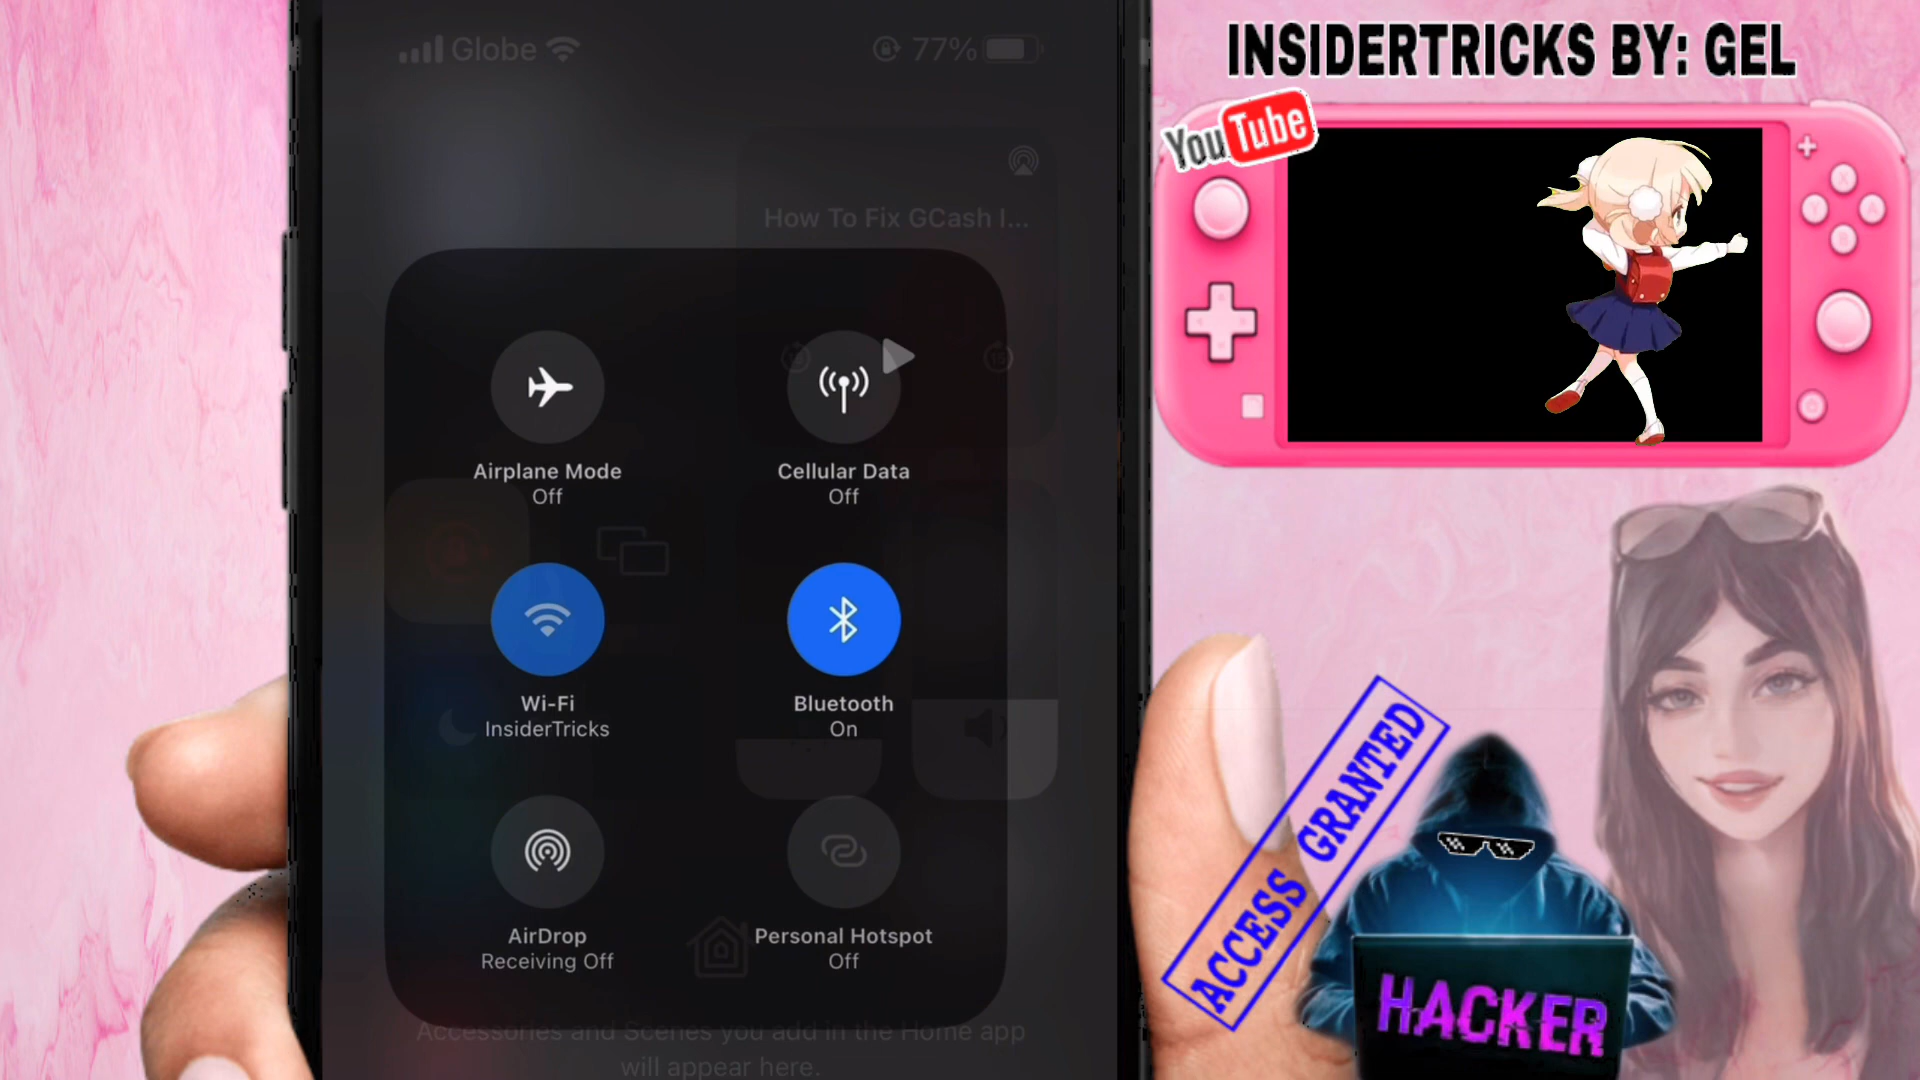 Globe
77%
INSIDERTRICKS BY: GEL
YouTube
How To Fix GCash I...
Airplane Mode
Off
Cellular Data
Off
Wi-Fi
InsiderTricks
Bluetooth
On
AirDrop
Receiving Off
Personal Hotspot
Off
Accessories and Scenes you add in the Home app
will appear here.
ACCESS GRANTED
HACKER